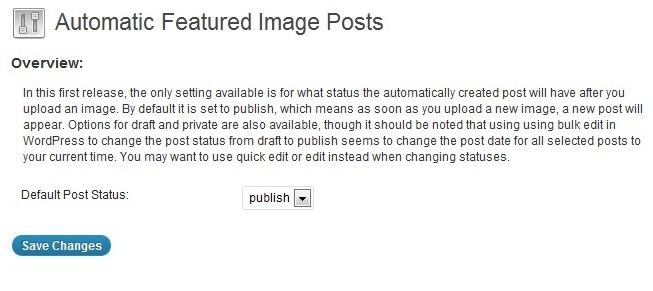 Automatic Featured Image Posts
Overview:
In this first release, the only setting available is for what status the automatically created post will have after you
upload an image. By default it is set to publish, which means as soon as you upload a new image, a new post will
appear. Options for draft and private are also available, though it should be noted that using using bulk edit in
WordPress to change the post status from draft to publish seems to change the post date for all selected posts to
your current time. You may want to use quick edit or edit instead when changing statuses.
Default Post Status: publish
Save Changes